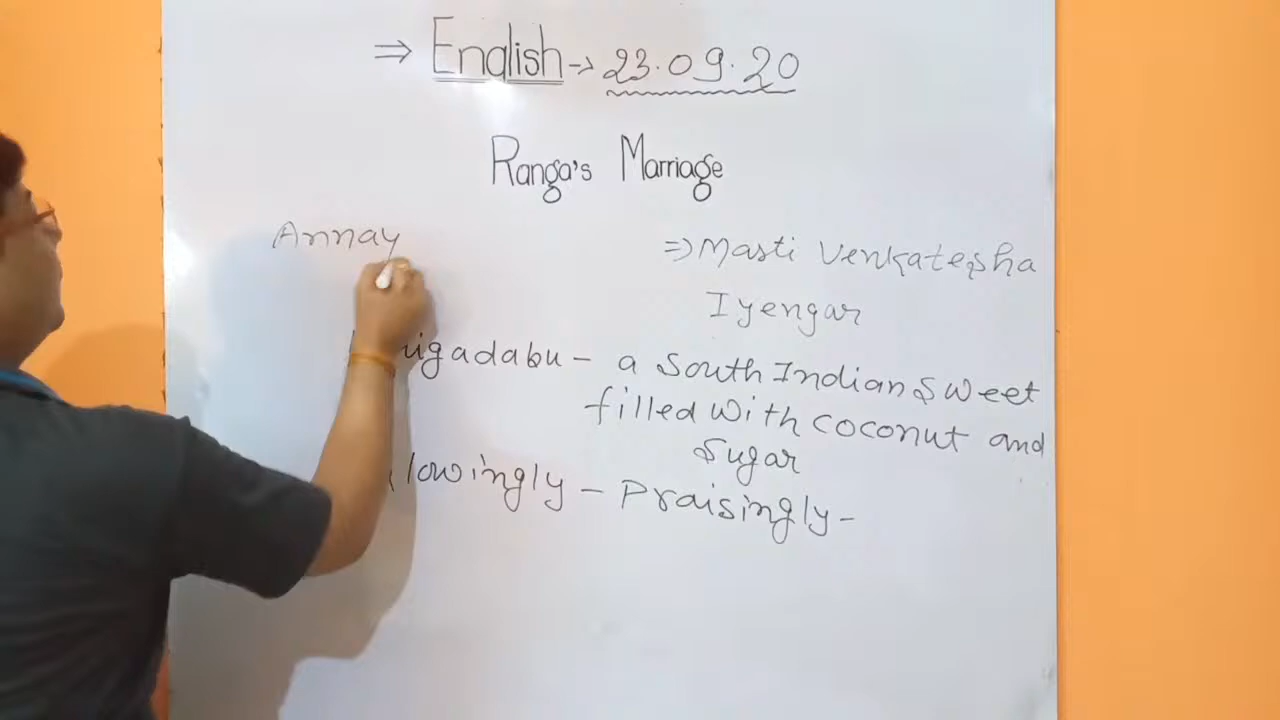 ⇒ English → 23.09.20
Ranga's Marriage
Annay
⇒ Masti Venkatesha
Iyengar
igadabu - a South Indian Sweet
filled with coconut and
Sugar
lowingly - Praisingly -